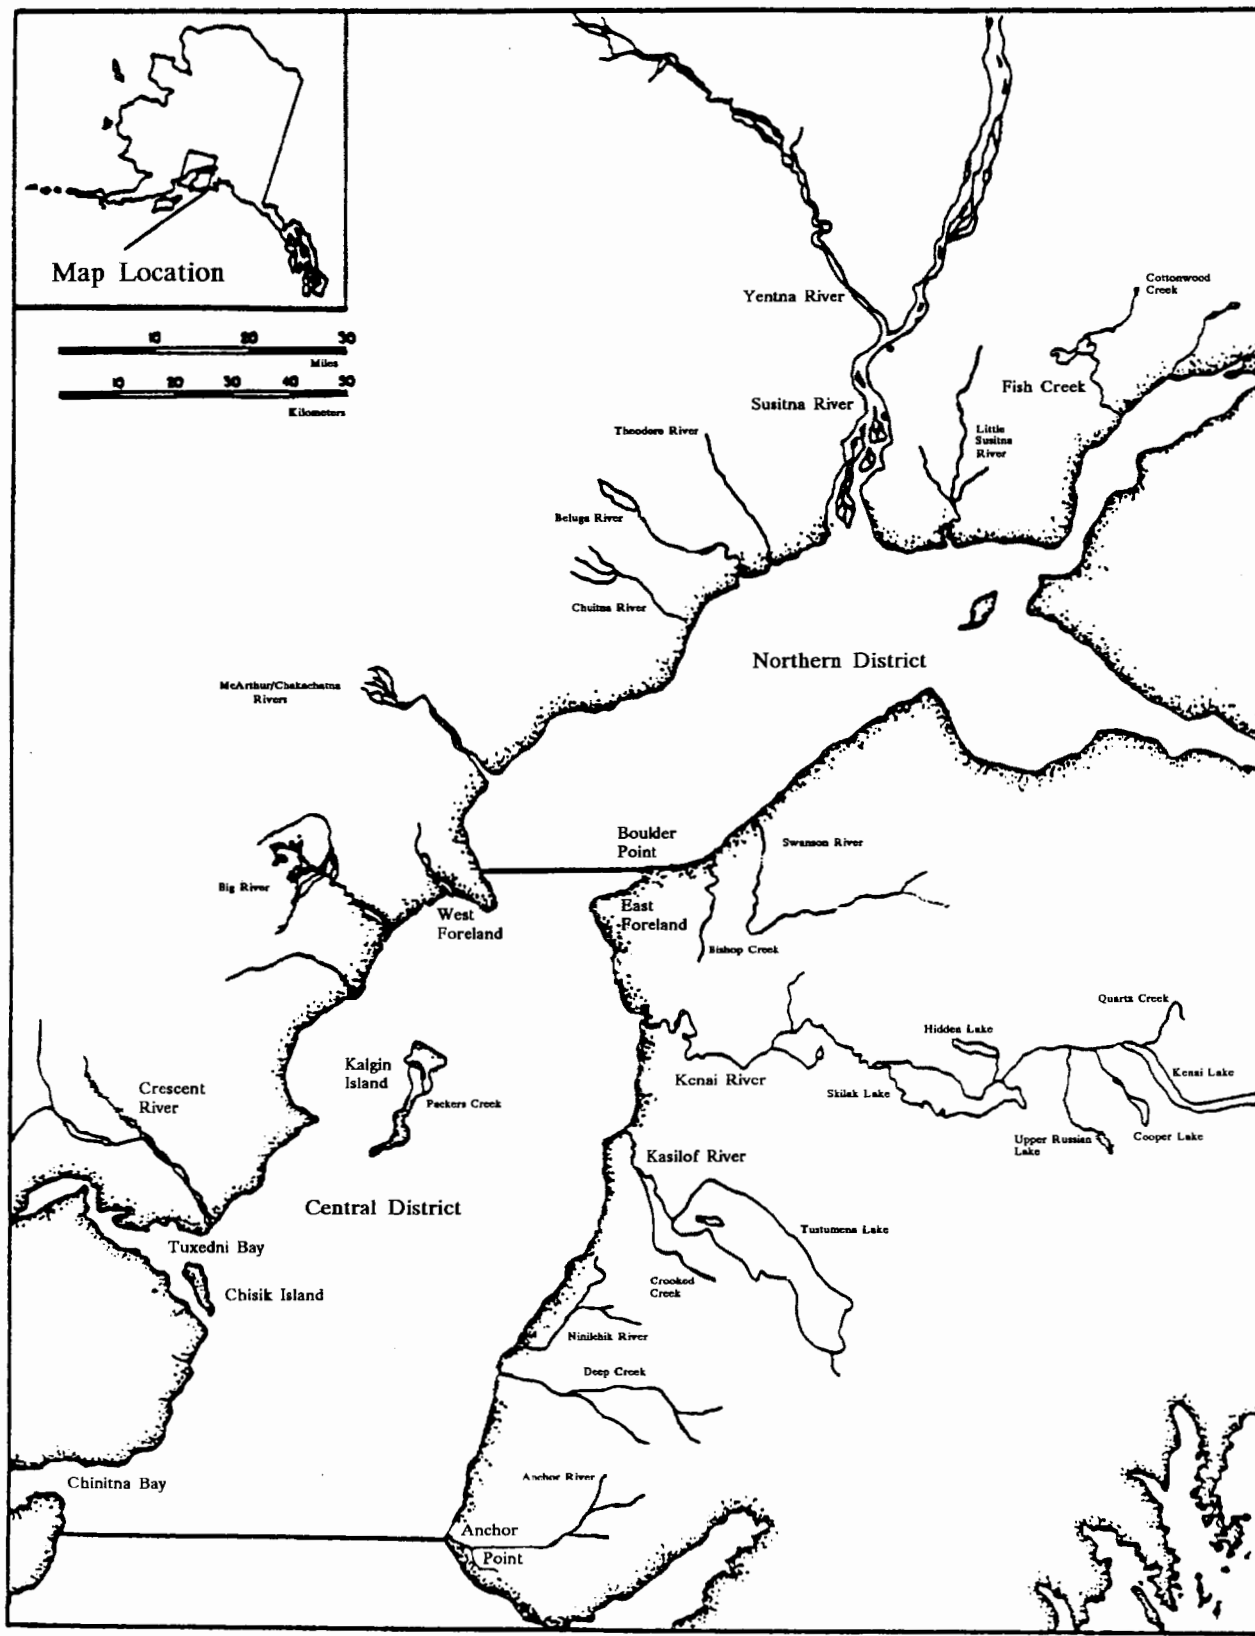 Map Location
10 20 30
Miles
10 20 30 40 50
Kilometers
Yentna River
Cottonwood
Creek
Fish Creek
Susitna River
Little
Susitna
River
Theodore River
Beluga River
Chuitna River
Northern District
McArthur/Chakachatna
Rivers
Boulder
Point
Swanson River
Big River
West
Foreland
East
Foreland
Bishop Creek
Quartz Creek
Hidden Lake
Kalgin
Island
Packers Creek
Kenai River
Skilak Lake
Kenai Lake
Crescent
River
Upper Russian
Lake
Cooper Lake
Kasilof River
Central District
Tustumena Lake
Tuxedni Bay
Chisik Island
Crooked
Creek
Ninilchik River
Deep Creek
Anchor River
Chinitna Bay
Anchor
Point